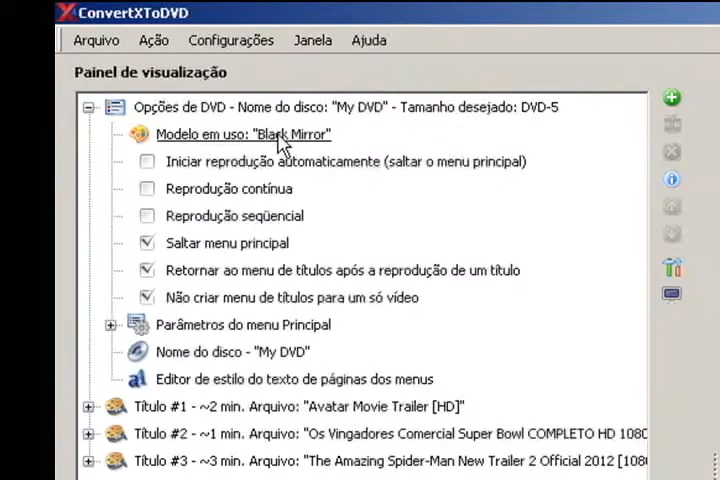 ConvertXToDVD
Arquivo Ação Configurações Janela Ajuda
Painel de visualização
Opções de DVD - Nome do disco: "My DVD" - Tamanho desejado: DVD-5
Modelo em uso: "Black Mirror"
Iniciar reprodução automaticamente (saltar o menu principal)
Reprodução contínua
Reprodução seqüencial
Saltar menu principal
Retornar ao menu de títulos após a reprodução de um título
Não criar menu de títulos para um só vídeo
Parâmetros do menu Principal
Nome do disco - "My DVD"
Editor de estilo do texto de páginas dos menus
Título #1 - ~2 min. Arquivo: "Avatar Movie Trailer [HD]"
Título #2 - ~1 min. Arquivo: "Os Vingadores Comercial Super Bowl COMPLETO HD 1080
Título #3 - ~3 min. Arquivo: "The Amazing Spider-Man New Trailer 2 Official 2012 [108